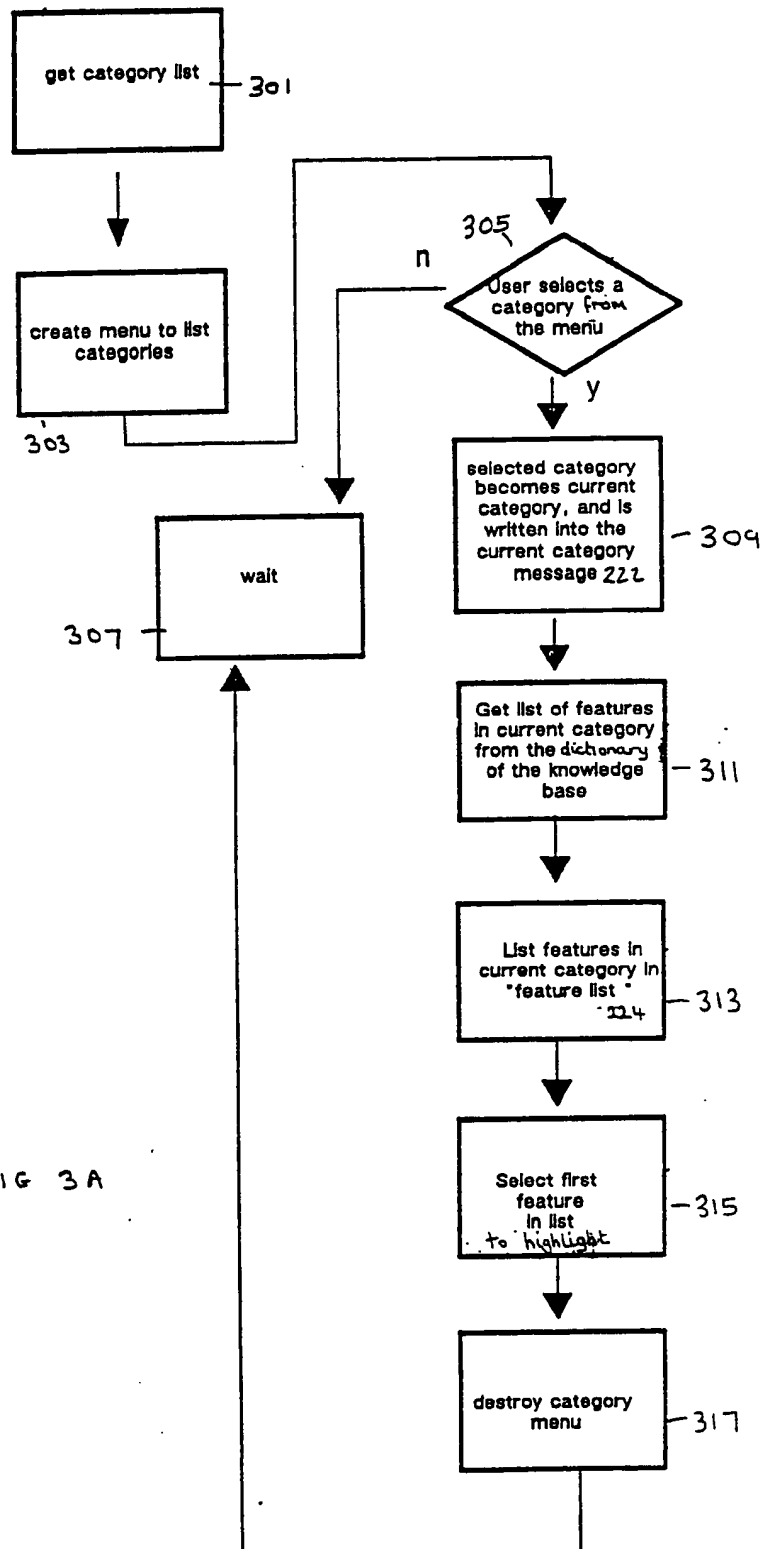 get category list
301
create menu to list
categories
303
305
n
User selects a
category from
the menu
y
selected category
becomes current
category, and is
written into the
current category
message 222
309
wait
307
Get list of features
in current category
from the dictionary
of the knowledge
base
311
List features in
current category in
"feature list"
224
313
IG 3A
Select first
feature
in list
to highlight
315
destroy category
menu
317